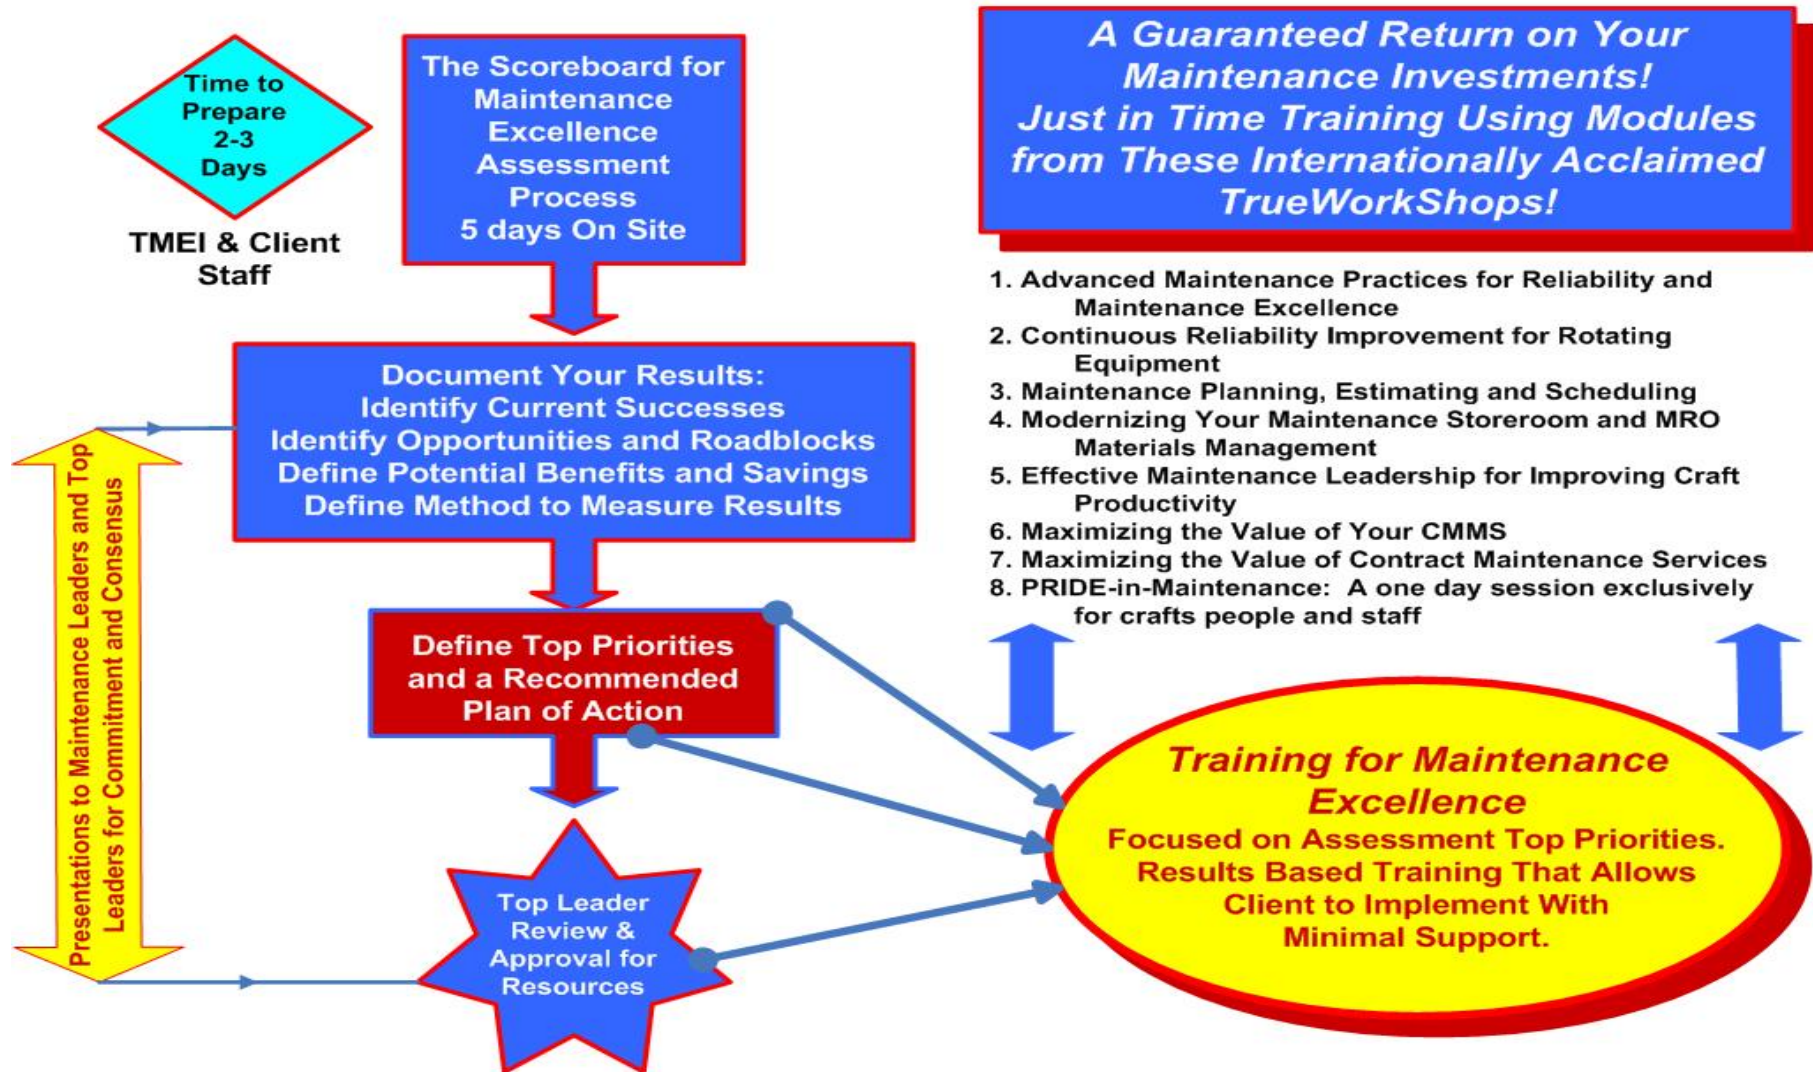 Time to
Prepare
2-3
Days
TMEI & Client
Staff
The Scoreboard for
Maintenance
Excellence
Assessment
Process
5 days On Site
Document Your Results:
Identify Current Successes
Identify Opportunities and Roadblocks
Define Potential Benefits and Savings
Define Method to Measure Results
Presentations to Maintenance Leaders and Top
Leaders for Commitment and Consensus
Define Top Priorities
and a Recommended
Plan of Action
Top Leader
Review &
Approval for
Resources
A Guaranteed Return on Your
Maintenance Investments!
Just in Time Training Using Modules
from These Internationally Acclaimed
TrueWorkShops!
1. Advanced Maintenance Practices for Reliability and
Maintenance Excellence
2. Continuous Reliability Improvement for Rotating
Equipment
3. Maintenance Planning, Estimating and Scheduling
4. Modernizing Your Maintenance Storeroom and MRO
Materials Management
5. Effective Maintenance Leadership for Improving Craft
Productivity
6. Maximizing the Value of Your CMMS
7. Maximizing the Value of Contract Maintenance Services
8. PRIDE-in-Maintenance: A one day session exclusively
for crafts people and staff
Training for Maintenance
Excellence
Focused on Assessment Top Priorities.
Results Based Training That Allows
Client to Implement With
Minimal Support.